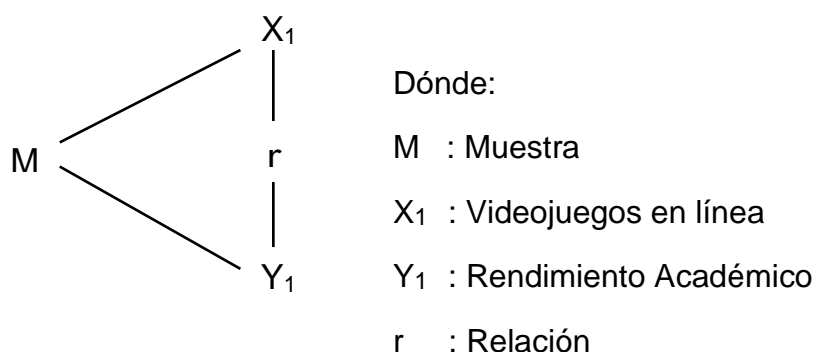 X₁
Dónde:
M : Muestra
M r
X₁ : Videojuegos en línea
Y₁ Y₁ : Rendimiento Académico
r : Relación